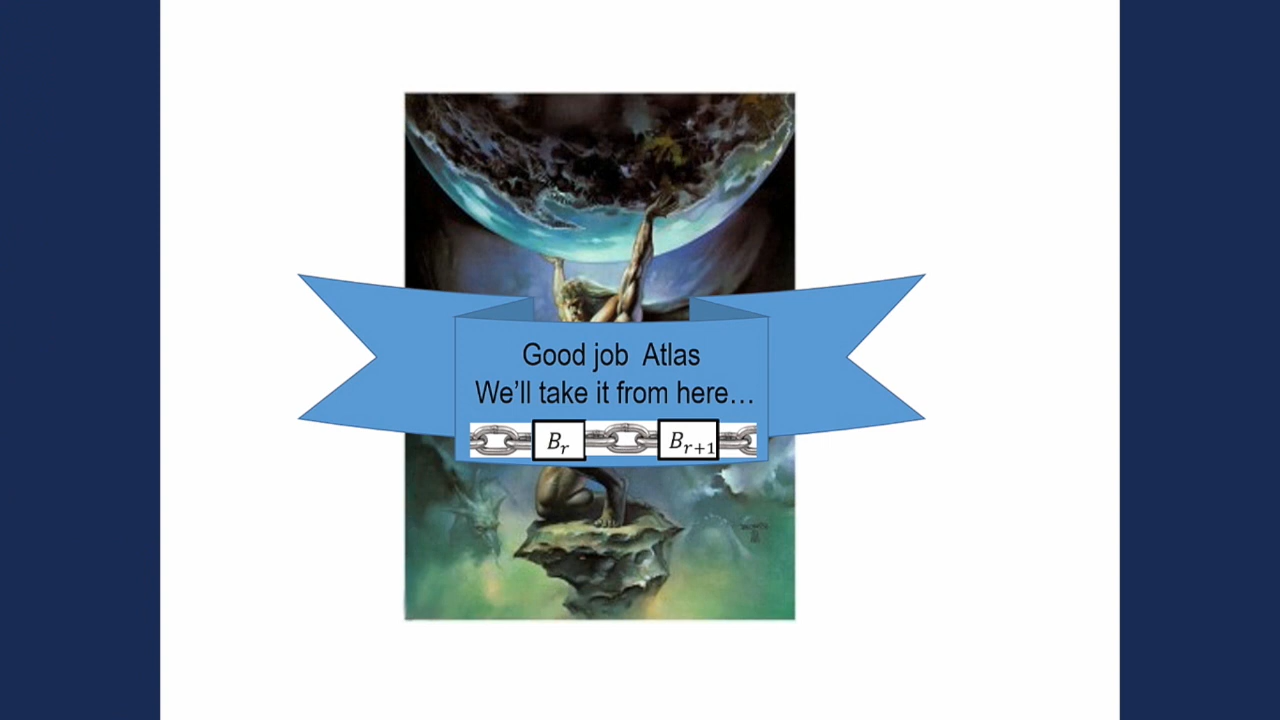 Good job Atlas
We'll take it from here…
B_r B_{r+1}